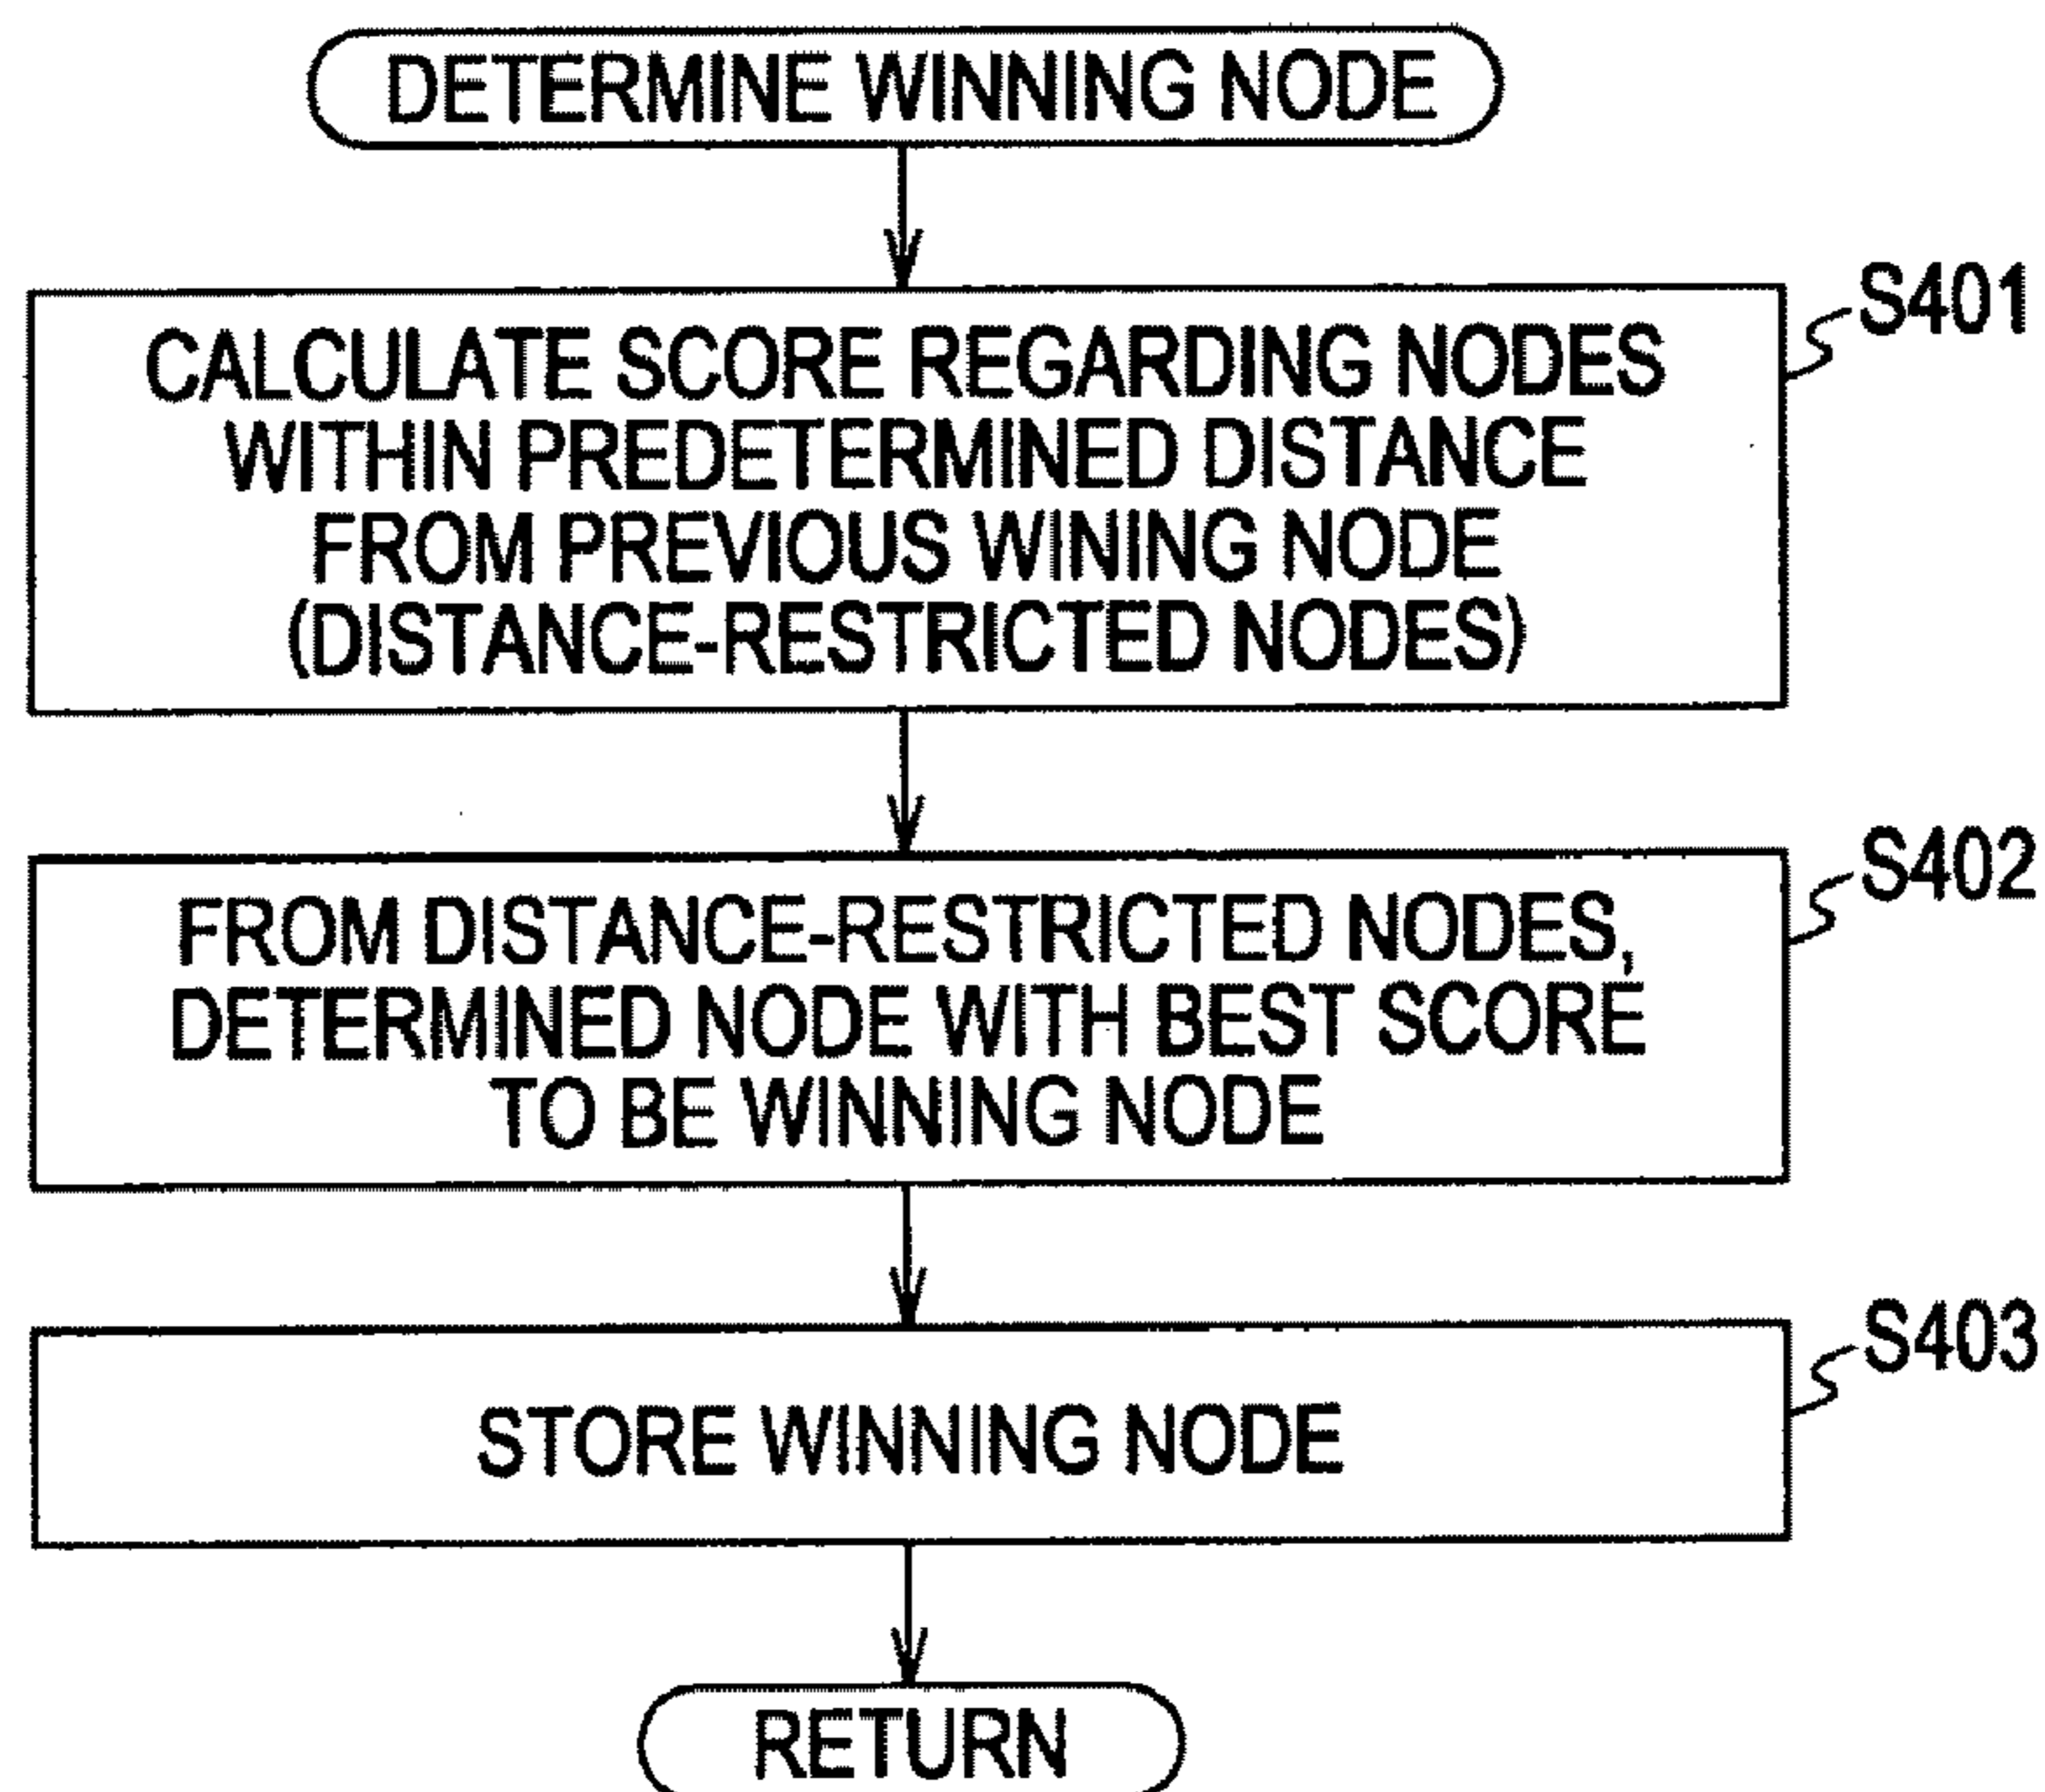 DETERMINE WINNING NODE
S401
CALCULATE SCORE REGARDING NODES
WITHIN PREDETERMINED DISTANCE
FROM PREVIOUS WINING NODE
(DISTANCE-RESTRICTED NODES)
S402
FROM DISTANCE-RESTRICTED NODES,
DETERMINED NODE WITH BEST SCORE
TO BE WINNING NODE
S403
STORE WINNING NODE
RETURN